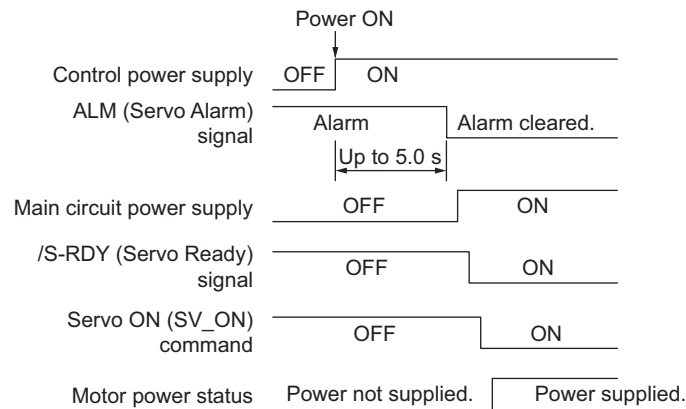 Power ON
Control power supply OFF ON
ALM (Servo Alarm)
signal
Alarm Alarm cleared.
Up to 5.0 s
Main circuit power supply OFF ON
/S-RDY (Servo Ready)
signal
OFF ON
Servo ON (SV_ON)
command
OFF ON
Motor power status Power not supplied. Power supplied.